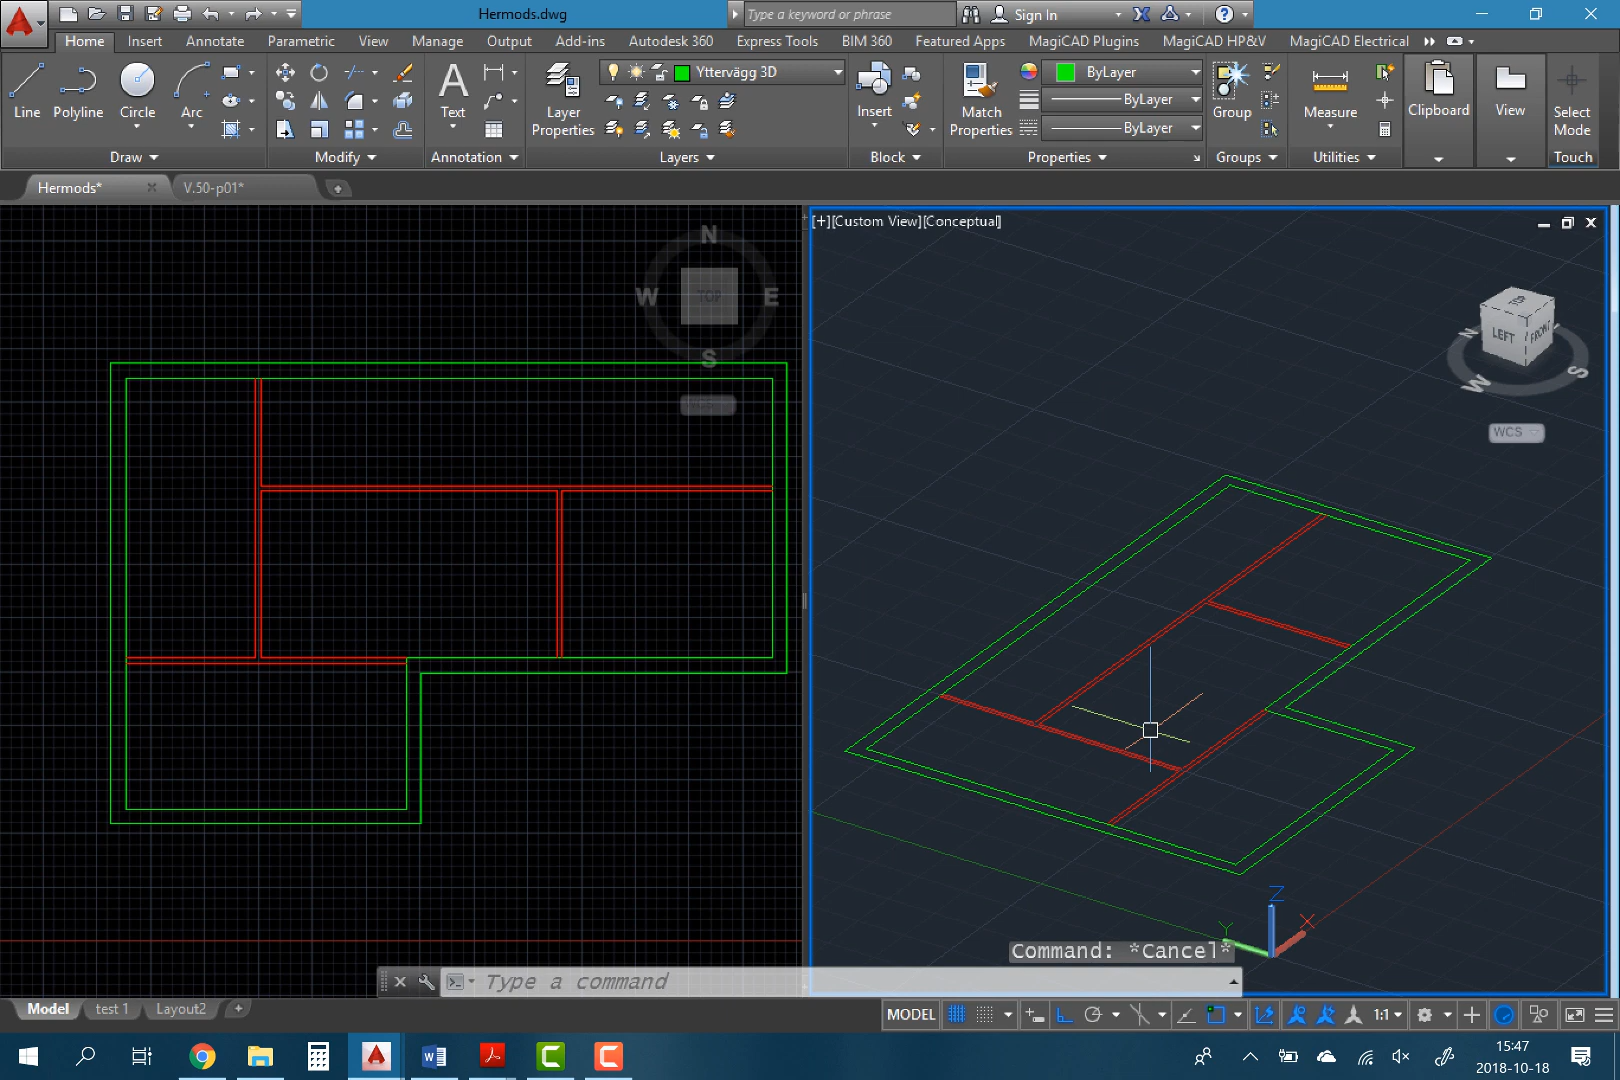 Hermods.dwg
Type a keyword or phrase
Sign In
Home Insert Annotate Parametric View Manage Output Add-ins Autodesk 360 Express Tools BIM 360 Featured Apps MagiCAD Plugins MagiCAD HP&V MagiCAD Electrical
Line
Polyline
Circle
Arc
Draw
Modify
Text
Annotation
Layer
Properties
Yttervägg 3D
Layers
Insert
Block
Match
Properties
ByLayer
ByLayer
ByLayer
Properties
Group
Groups
Measure
Utilities
Clipboard
View
Select
Mode
Touch
Hermods*
V.50-p01*
N
W TOP E
S
[+][Custom View][Conceptual]
TOP
LEFT FRONT
N
W
S
WCS
Z
Y
X
Command: *Cancel*
Type a command
Model test 1 Layout2
MODEL
1:1
15:47
2018-10-18